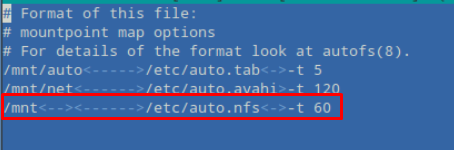 # Format of this file:
# mountpoint map options
# For details of the format look at autofs(8).
/mnt/auto<------>/etc/auto.tab<->-t 5
/mnt/net<------->/etc/auto.avahi>-t 120
/mnt<--><------>/etc/auto.nfs<->-t 60